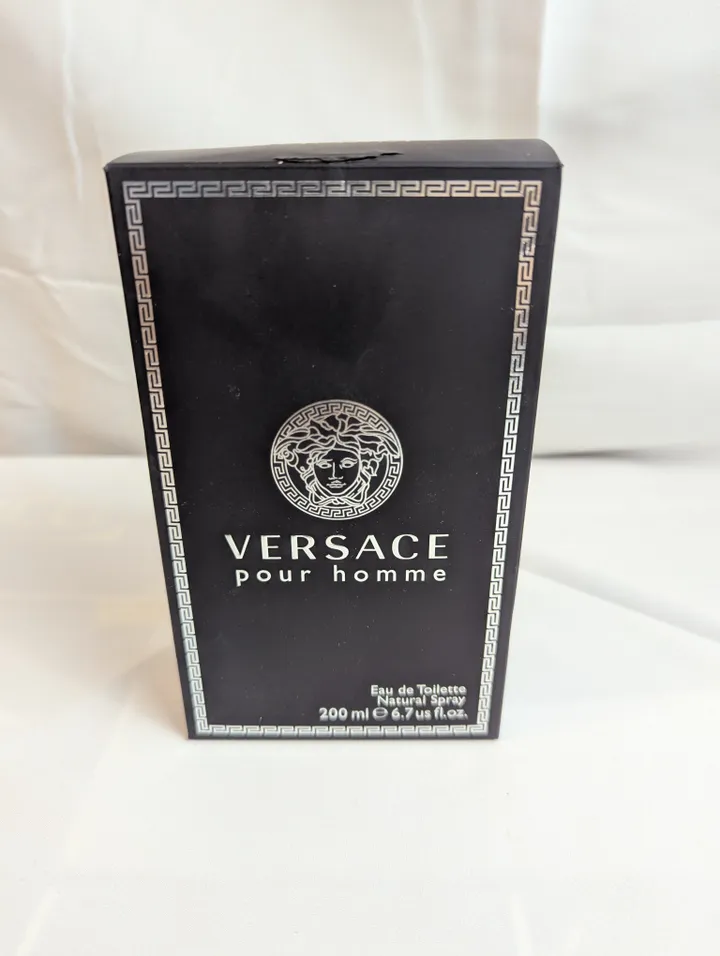 VERSACE
pour homme
Eau de Toilette
Natural Spray
200 ml ℮ 6.7 us fl.oz.